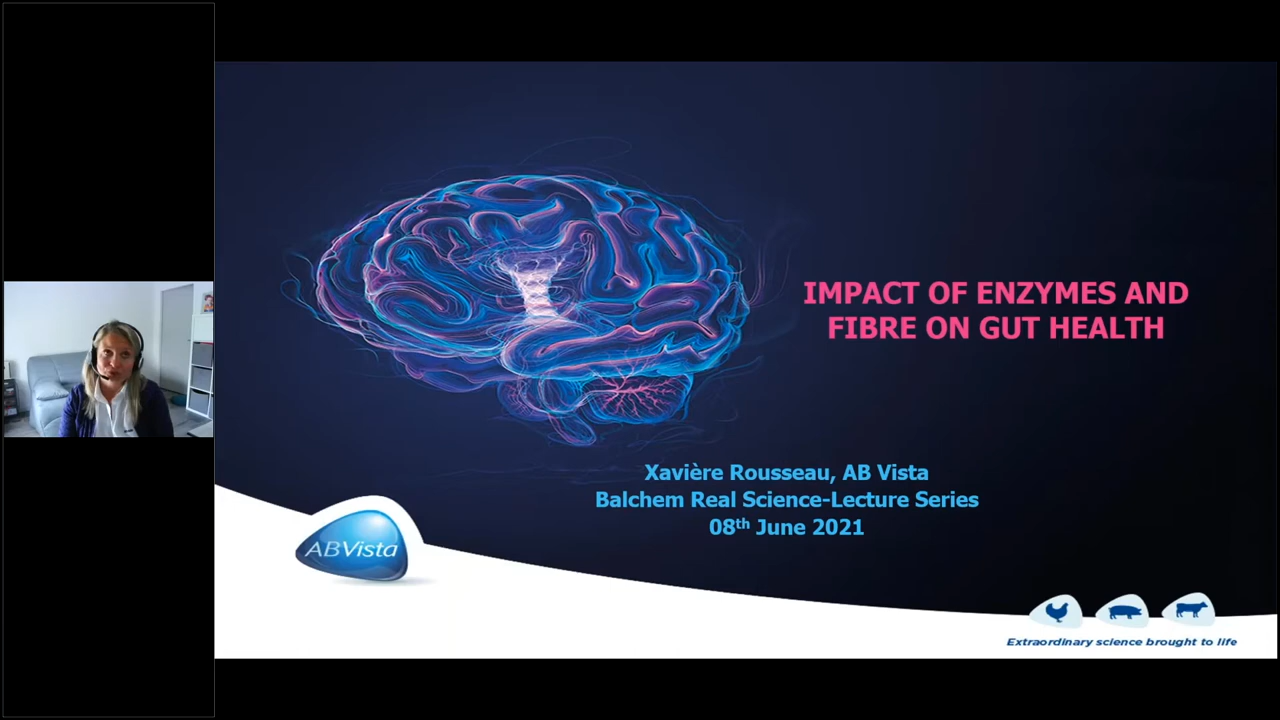 IMPACT OF ENZYMES AND
FIBRE ON GUT HEALTH
Xavière Rousseau, AB Vista
Balchem Real Science-Lecture Series
08th June 2021
ABVista
Extraordinary science brought to life